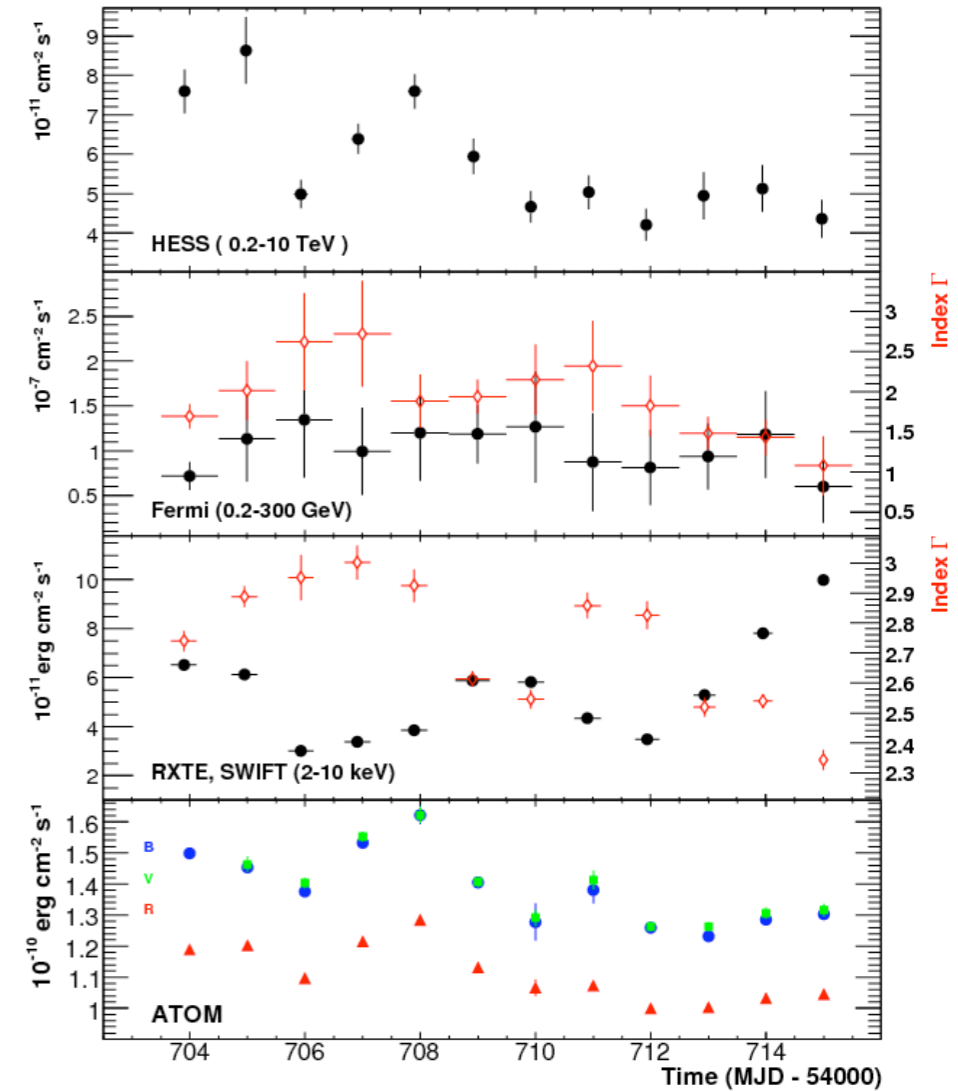 9
8
7
6
5
4
10⁻¹¹ cm⁻² s⁻¹
HESS ( 0.2-10 TeV )
2.5
2
1.5
1
0.5
10⁻⁷ cm⁻² s⁻¹
3
2.5
2
1.5
1
0.5
Index Γ
Fermi (0.2-300 GeV)
10
8
6
4
2
10⁻¹¹ erg cm⁻² s⁻¹
3
2.9
2.8
2.7
2.6
2.5
2.4
2.3
Index Γ
RXTE, SWIFT (2-10 keV)
1.6
1.5
1.4
1.3
1.2
1.1
1
10⁻¹⁰ erg cm⁻² s⁻¹
B
V
R
ATOM
704 706 708 710 712 714
Time (MJD - 54000)